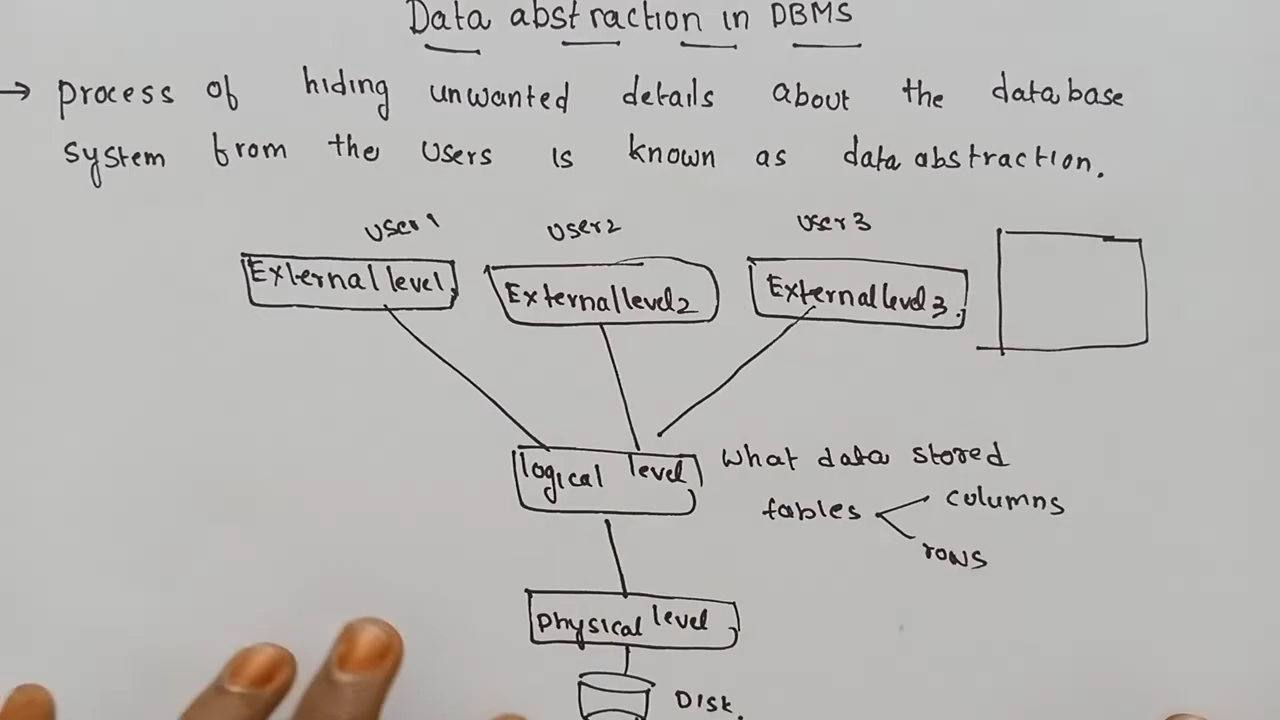 Data abstraction in DBMS
→ process of hiding unwanted details about the database
system from the users is known as data abstraction.
user1 user2 user3
External level External level2 External level3.
logical level what data stored
tables columns
rows
physical level
DISK.